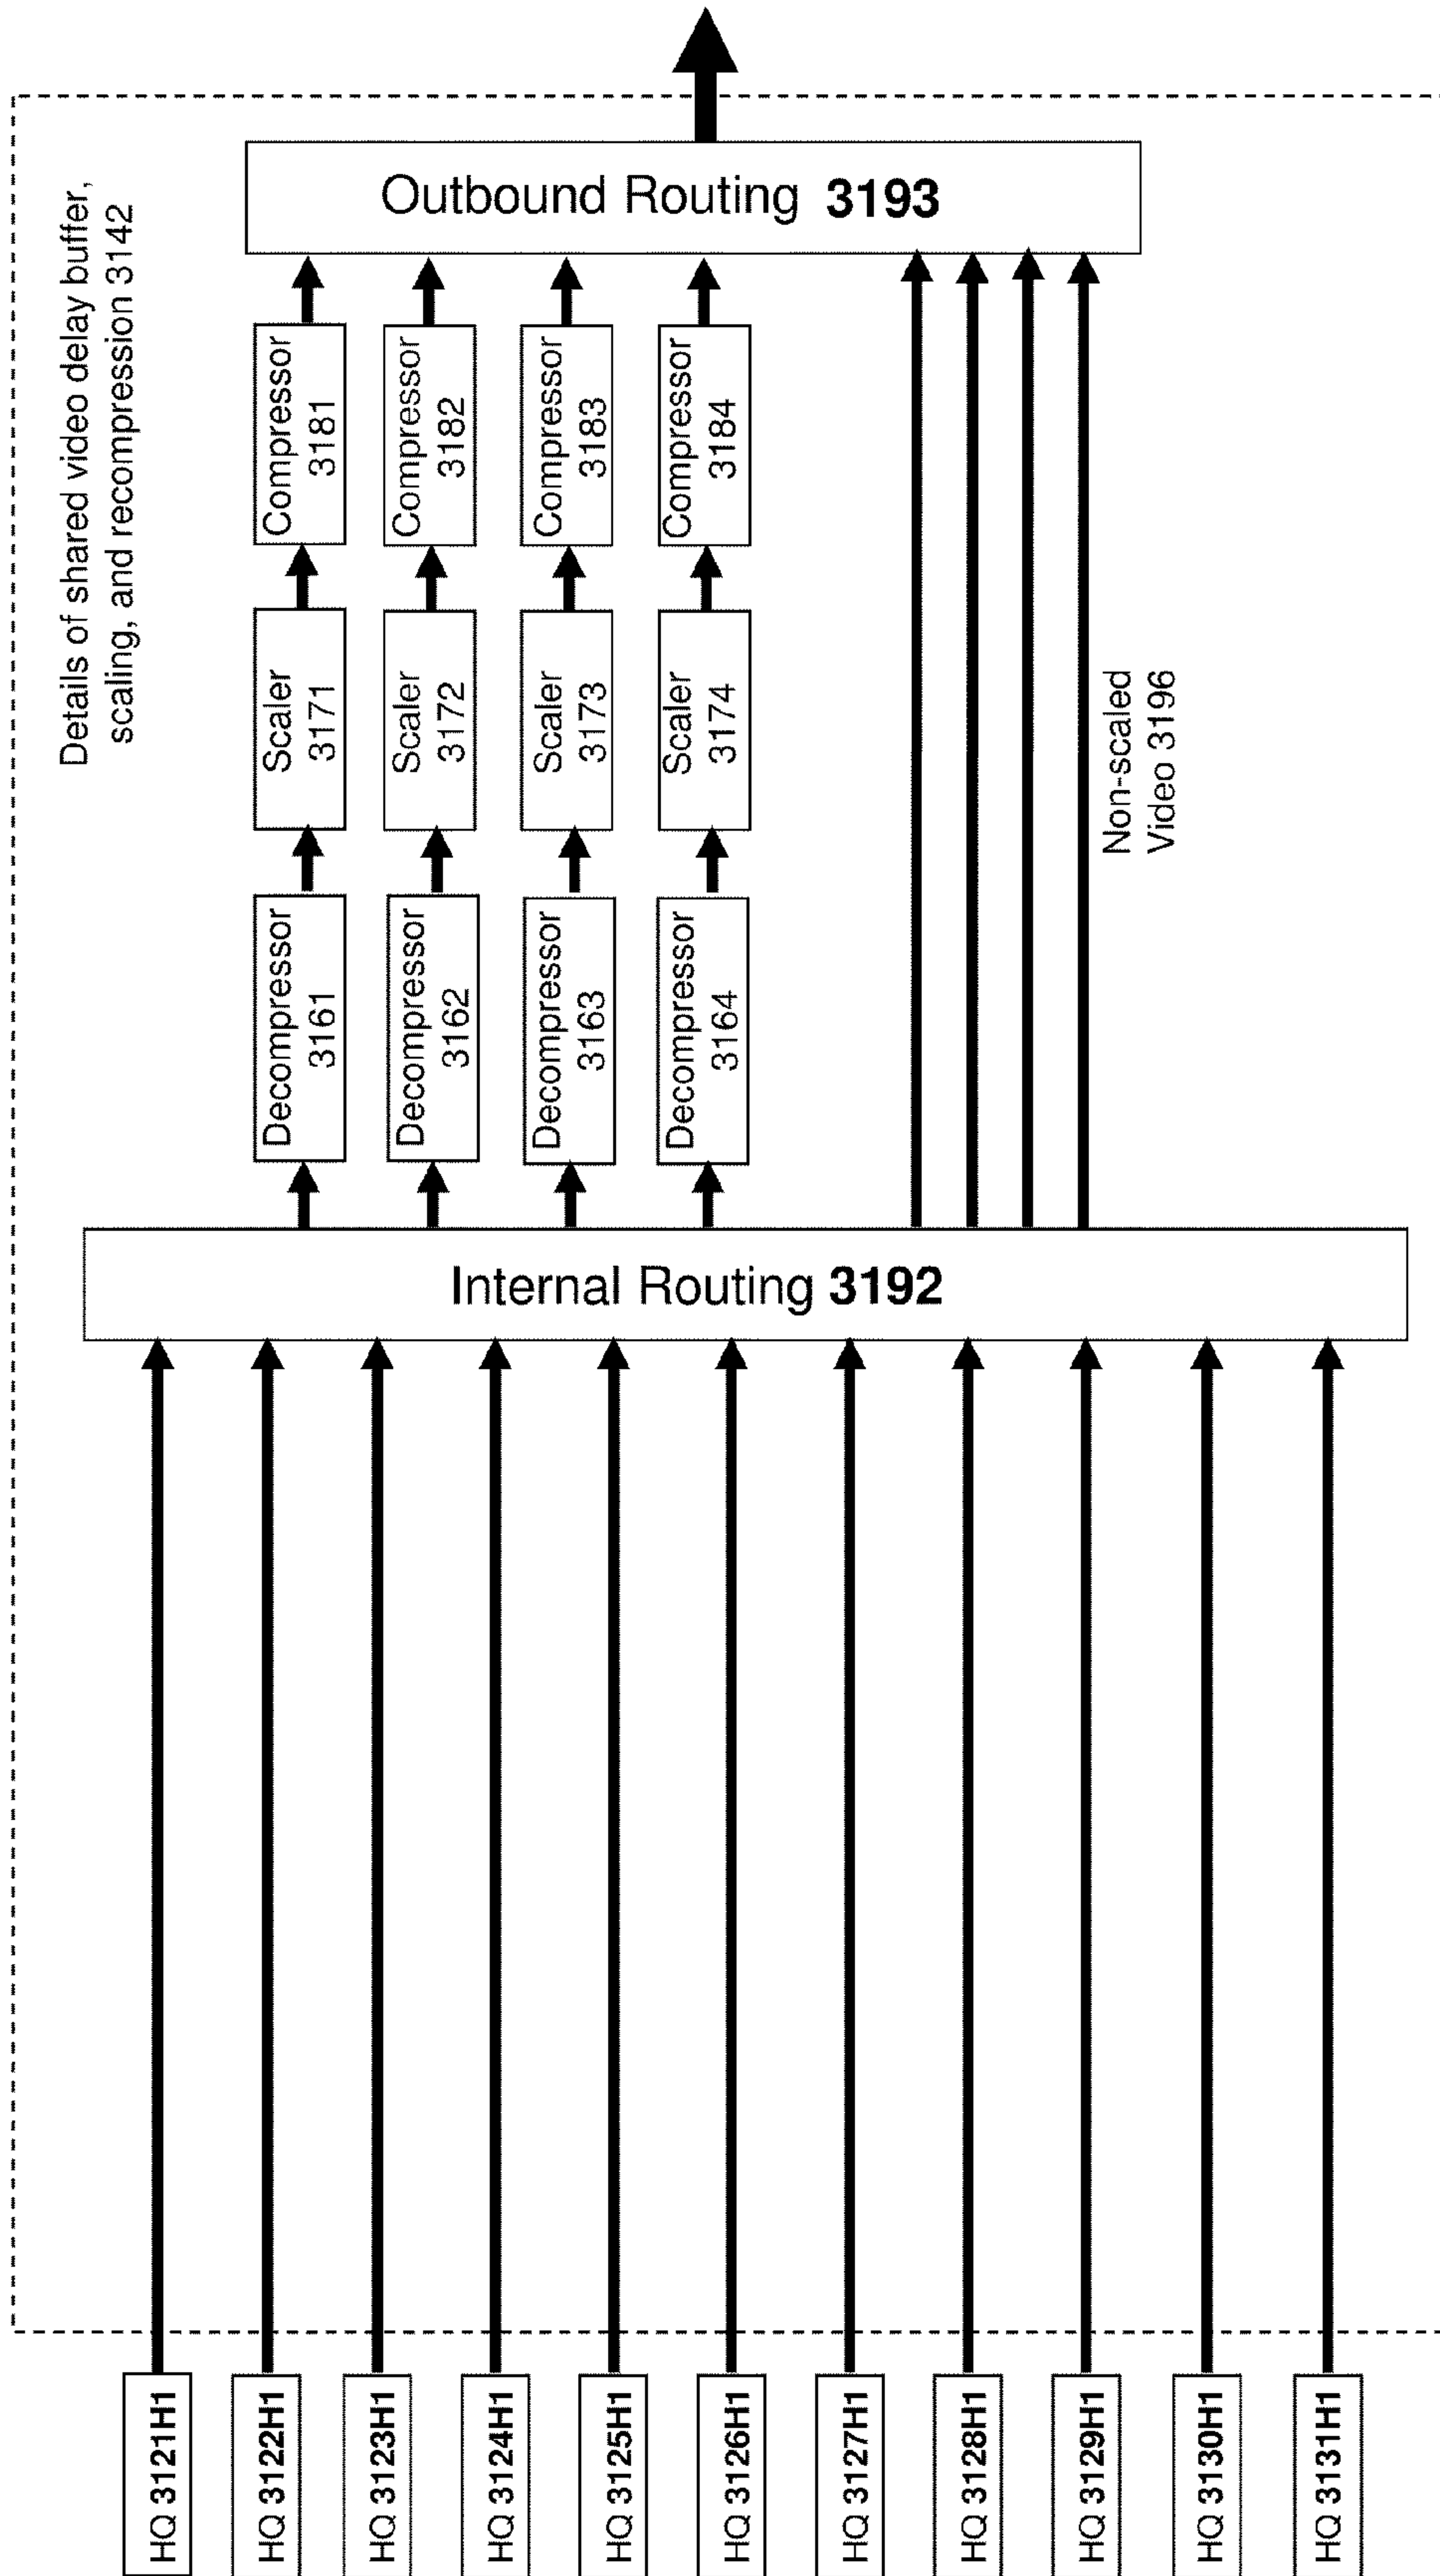 Details of shared video delay buffer,
scaling, and recompression 3142
HQ 3121H1
HQ 3122H1
HQ 3123H1
HQ 3124H1
HQ 3125H1
HQ 3126H1
HQ 3127H1
HQ 3128H1
HQ 3129H1
HQ 3130H1
HQ 3131H1
Internal Routing 3192
Decompressor
3161
Scaler
3171
Compressor
3181
Decompressor
3162
Scaler
3172
Compressor
3182
Decompressor
3163
Scaler
3173
Compressor
3183
Decompressor
3164
Scaler
3174
Compressor
3184
Non-scaled
Video 3196
Outbound Routing 3193